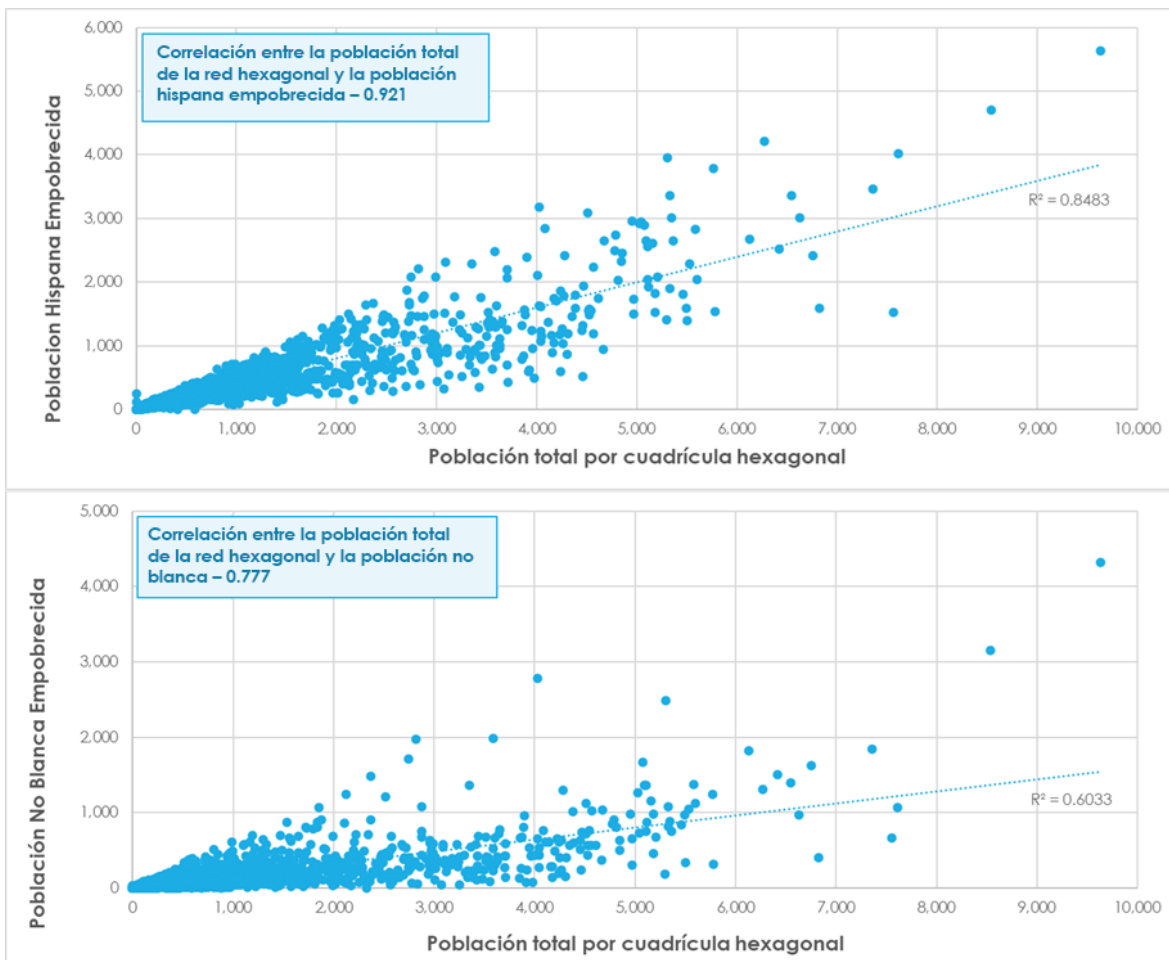 6.000
Correlación entre la población total
de la red hexagonal y la población
hispana empobrecida – 0.921
5.000
4.000
3.000
2.000
1.000
0
Poblacion Hispana Empobrecida
R² = 0.8483
0 1.000 2.000 3.000 4.000 5.000 6.000 7.000 8.000 9.000 10.000
Población total por cuadrícula hexagonal
5.000
Correlación entre la población total
de la red hexagonal y la población no
blanca – 0.777
4.000
3.000
2.000
1.000
0
Población No Blanca Empobrecida
R² = 0.6033
0 1.000 2.000 3.000 4.000 5.000 6.000 7.000 8.000 9.000 10.000
Población total por cuadrícula hexagonal